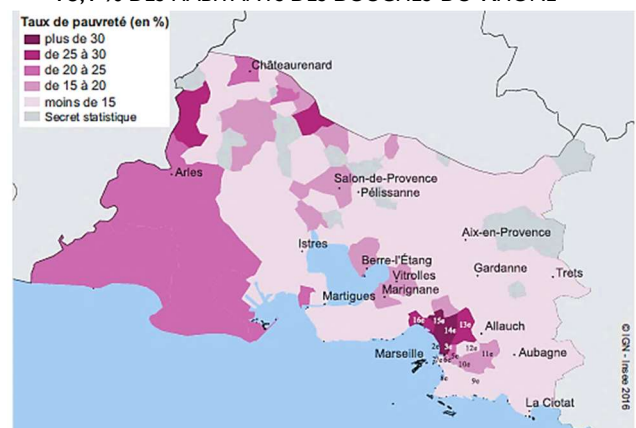 Taux de pauvreté (en %)
plus de 30
de 25 à 30
de 20 à 25
de 15 à 20
moins de 15
Secret statistique
Châteaurenard
Arles
Salon-de-Provence
Pélissanne
Aix-en-Provence
Istres
Berre-l'Étang
Vitrolles
Gardanne
Trets
Marignane
Martigues
16e
15e
13e
14e
Allauch
Marseille
2e
3e
12e
11e
Aubagne
10e
8e
9e
La Ciotat
© IGN - Insee 2016